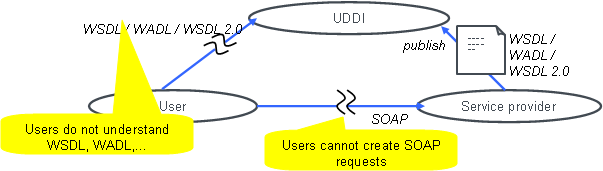 UDDI
WSDL / WADL / WSDL 2.0
publish
WSDL /
WADL /
WSDL 2.0
User
Service provider
SOAP
Users do not understand
WSDL, WADL,...
Users cannot create SOAP
requests